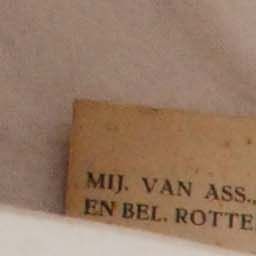 MIJ. VAN ASS.,
EN BEL. ROTTE